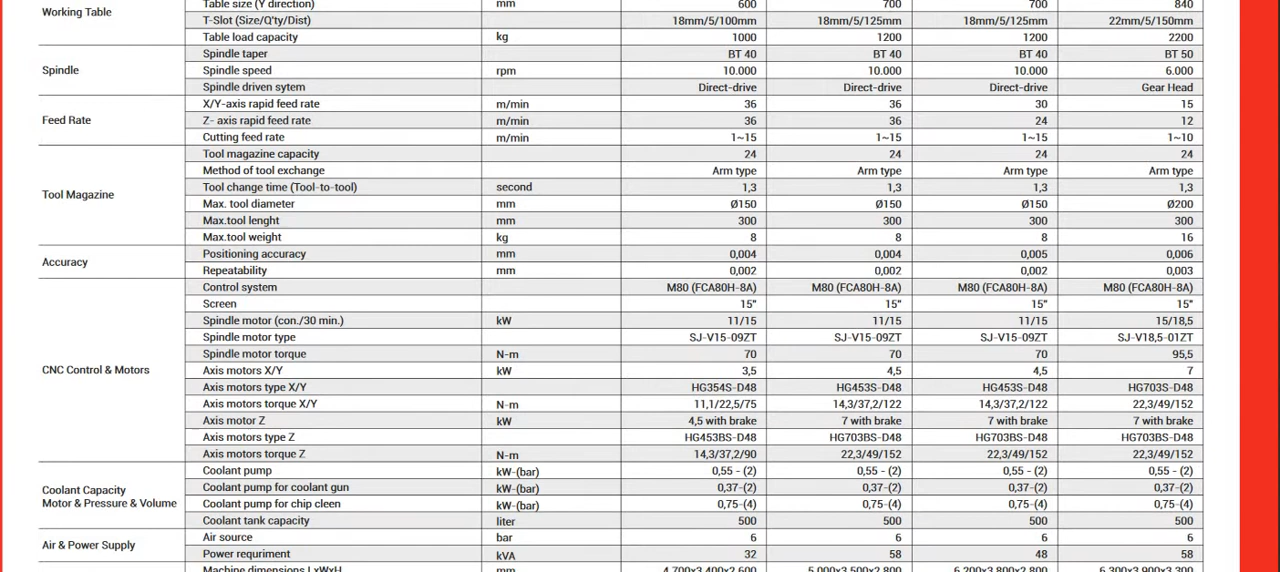 Table size (Y direction) mm 600 700 700 840
Working Table
T-Slot (Size/Q'ty/Dist) 18mm/5/100mm 18mm/5/125mm 18mm/5/125mm 22mm/5/150mm
Table load capacity kg 1000 1200 1200 2200
Spindle taper BT 40 BT 40 BT 40 BT 50
Spindle Spindle speed rpm 10.000 10.000 10.000 6.000
Spindle driven sytem Direct-drive Direct-drive Direct-drive Gear Head
X/Y-axis rapid feed rate m/min 36 36 30 15
Feed Rate Z- axis rapid feed rate m/min 36 36 24 12
Cutting feed rate m/min 1~15 1~15 1~15 1~10
Tool magazine capacity 24 24 24 24
Method of tool exchange Arm type Arm type Arm type Arm type
Tool change time (Tool-to-tool) second 1,3 1,3 1,3 1,3
Tool Magazine
Max. tool diameter mm Ø150 Ø150 Ø150 Ø200
Max.tool lenght mm 300 300 300 300
Max.tool weight kg 8 8 8 16
Positioning accuracy mm 0,004 0,004 0,005 0,006
Accuracy
Repeatability mm 0,002 0,002 0,002 0,003
Control system M80 (FCA80H-8A) M80 (FCA80H-8A) M80 (FCA80H-8A) M80 (FCA80H-8A)
Screen 15" 15" 15" 15"
Spindle motor (con./30 min.) kW 11/15 11/15 11/15 15/18,5
Spindle motor type SJ-V15-09ZT SJ-V15-09ZT SJ-V15-09ZT SJ-V18,5-01ZT
Spindle motor torque N-m 70 70 70 95,5
CNC Control & Motors Axis motors X/Y kW 3,5 4,5 4,5 7
Axis motors type X/Y HG354S-D48 HG453S-D48 HG453S-D48 HG703S-D48
Axis motors torque X/Y N-m 11,1/22,5/75 14,3/37,2/122 14,3/37,2/122 22,3/49/152
Axis motor Z kW 4,5 with brake 7 with brake 7 with brake 7 with brake
Axis motors type Z HG453BS-D48 HG703BS-D48 HG703BS-D48 HG703BS-D48
Axis motors torque Z N-m 14,3/37,2/90 22,3/49/152 22,3/49/152 22,3/49/152
Coolant pump kW-(bar) 0,55 - (2) 0,55 - (2) 0,55 - (2) 0,55 - (2)
Coolant Capacity Coolant pump for coolant gun kW-(bar) 0,37-(2) 0,37-(2) 0,37-(2) 0,37-(2)
Motor & Pressure & Volume Coolant pump for chip cleen kW-(bar) 0,75-(4) 0,75-(4) 0,75-(4) 0,75-(4)
Coolant tank capacity liter 500 500 500 500
Air source bar 6 6 6 6
Air & Power Supply
Power requriment kVA 32 58 48 58
Machine dimensions LxWxH mm 4.700x3.400x2.600 5.000x3.500x2.800 6.200x3.800x2.800 6.300x3.900x3.300